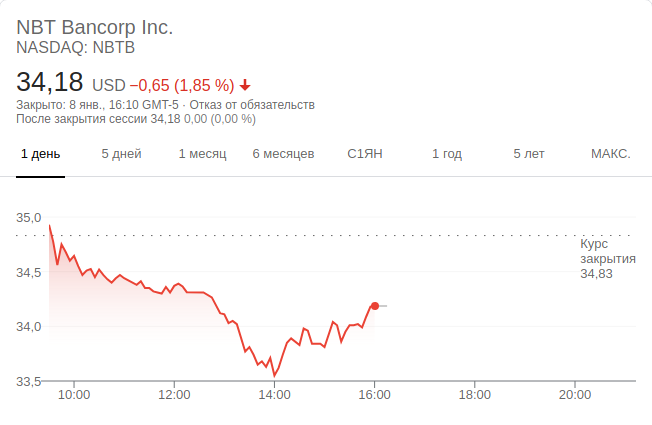 NBT Bancorp Inc.
NASDAQ: NBTB
34,18 USD −0,65 (1,85 %)
Закрыто: 8 янв., 16:10 GMT-5 · Отказ от обязательств
После закрытия сессии 34,18 0,00 (0,00 %)
1 день 5 дней 1 месяц 6 месяцев С1ЯН 1 год 5 лет МАКС.
35,0
Курс
закрытия
34,83
34,5
34,0
33,5
10:00 12:00 14:00 16:00 18:00 20:00